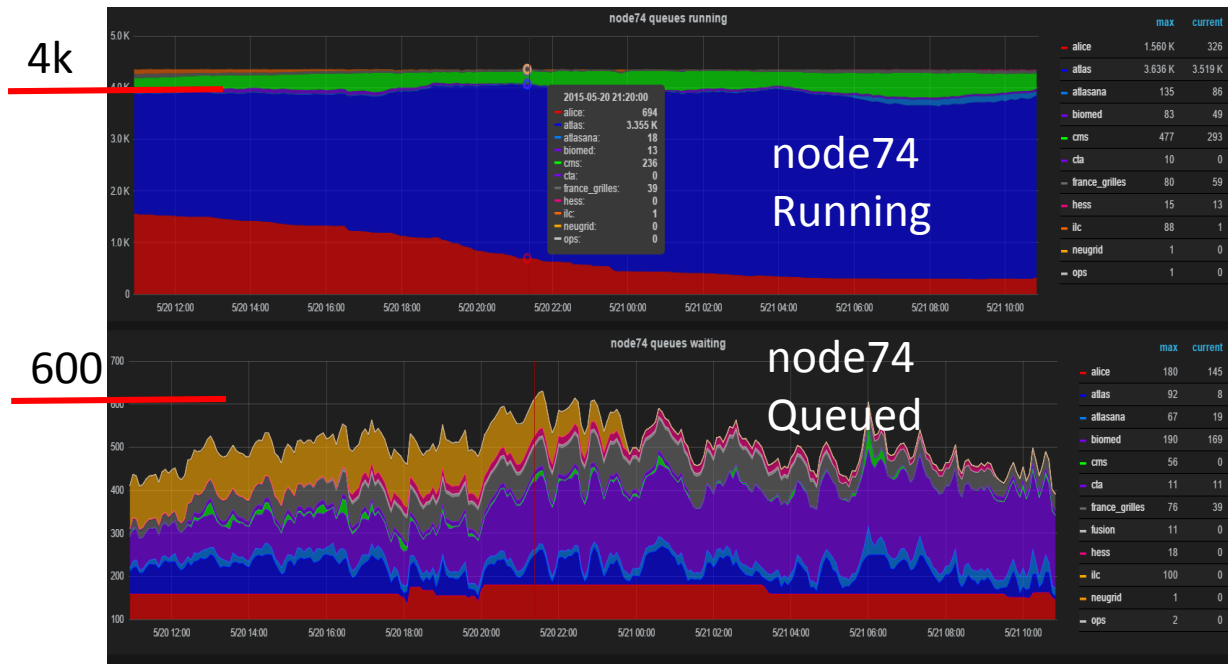 node74 queues running
max current
5.0 K
4.0 K
3.0K
2.0 K
1.0 K
0
4k
5/20 12:00 5/20 14:00 5/20 16:00 5/20 18:00 5/20 20:00 5/20 22:00 5/21 00:00 5/21 02:00 5/21 04:00 5/21 06:00 5/21 08:00 5/21 10:00
2015-05-20 21:20:00
alice: 694
atlas: 3.355 K
atlasana: 18
biomed: 13
cms: 236
cta: 0
france_grilles: 39
hess: 0
ilc: 1
neugrid: 0
ops: 0
node74
Running
alice 1.560 K 326
atlas 3.636 K 3.519 K
atlasana 135 86
biomed 83 49
cms 477 293
cta 10 0
france_grilles 80 59
hess 15 13
ilc 88 1
neugrid 1 0
ops 1 0
node74 queues waiting
max current
700
600
500
400
300
200
100
600
5/20 12:00 5/20 14:00 5/20 16:00 5/20 18:00 5/20 20:00 5/20 22:00 5/21 00:00 5/21 02:00 5/21 04:00 5/21 06:00 5/21 08:00 5/21 10:00
node74
Queued
alice 180 145
atlas 92 8
atlasana 67 19
biomed 190 169
cms 56 0
cta 11 11
france_grilles 76 39
fusion 11 0
hess 18 0
ilc 100 0
neugrid 1 0
ops 2 0